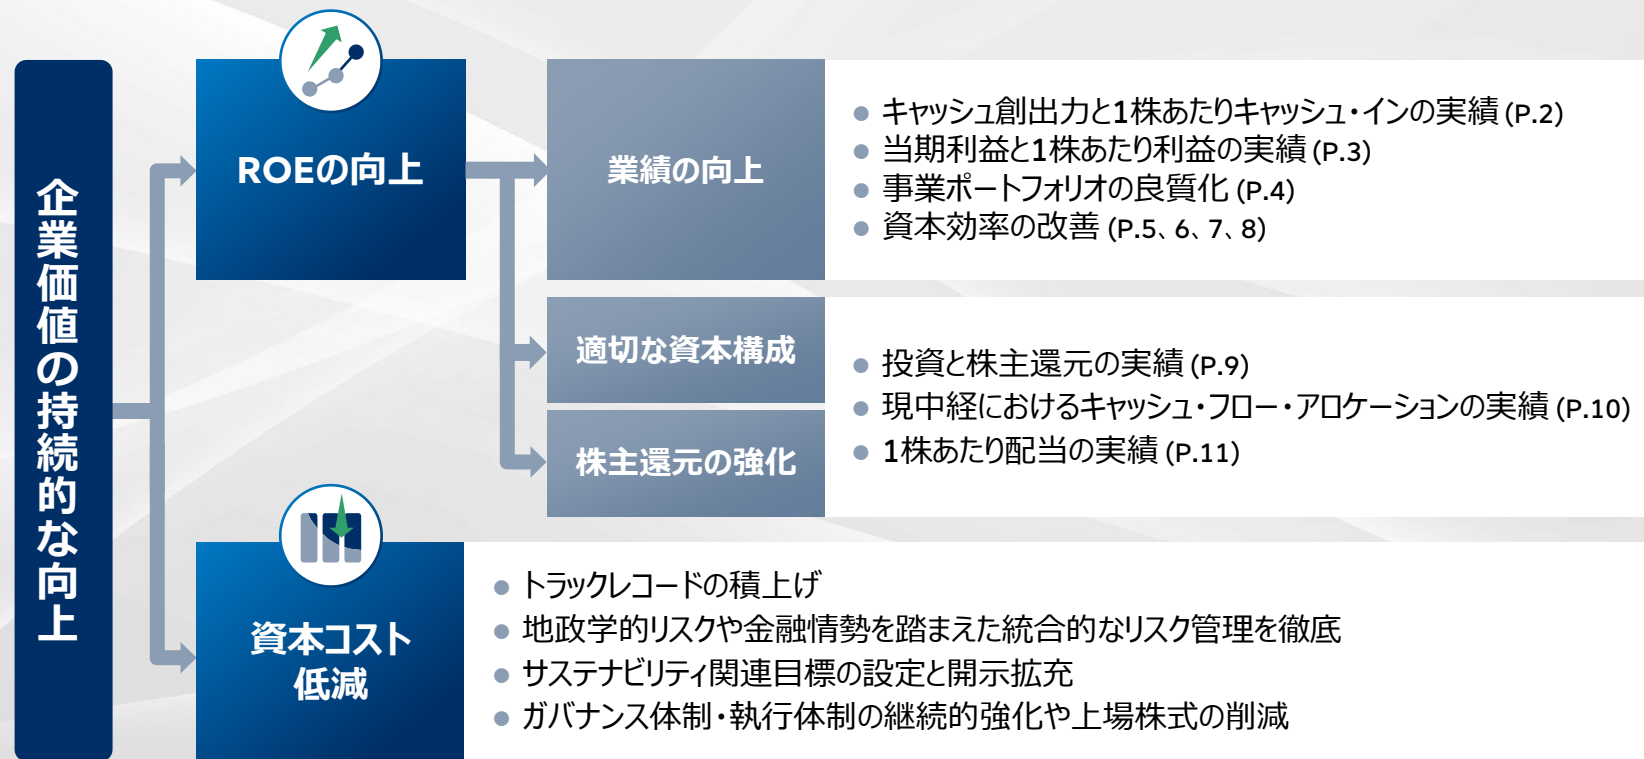 企業価値の持続的な向上
ROEの向上
業績の向上
キャッシュ創出力と1株あたりキャッシュ・インの実績 (P.2)
当期利益と1株あたり利益の実績 (P.3)
事業ポートフォリオの良質化 (P.4)
資本効率の改善 (P.5、6、7、8)
適切な資本構成
株主還元の強化
投資と株主還元の実績 (P.9)
現中経におけるキャッシュ・フロー・アロケーションの実績 (P.10)
1株あたり配当の実績 (P.11)
資本コスト
低減
トラックレコードの積上げ
地政学的リスクや金融情勢を踏まえた統合的なリスク管理を徹底
サステナビリティ関連目標の設定と開示拡充
ガバナンス体制・執行体制の継続的強化や上場株式の削減